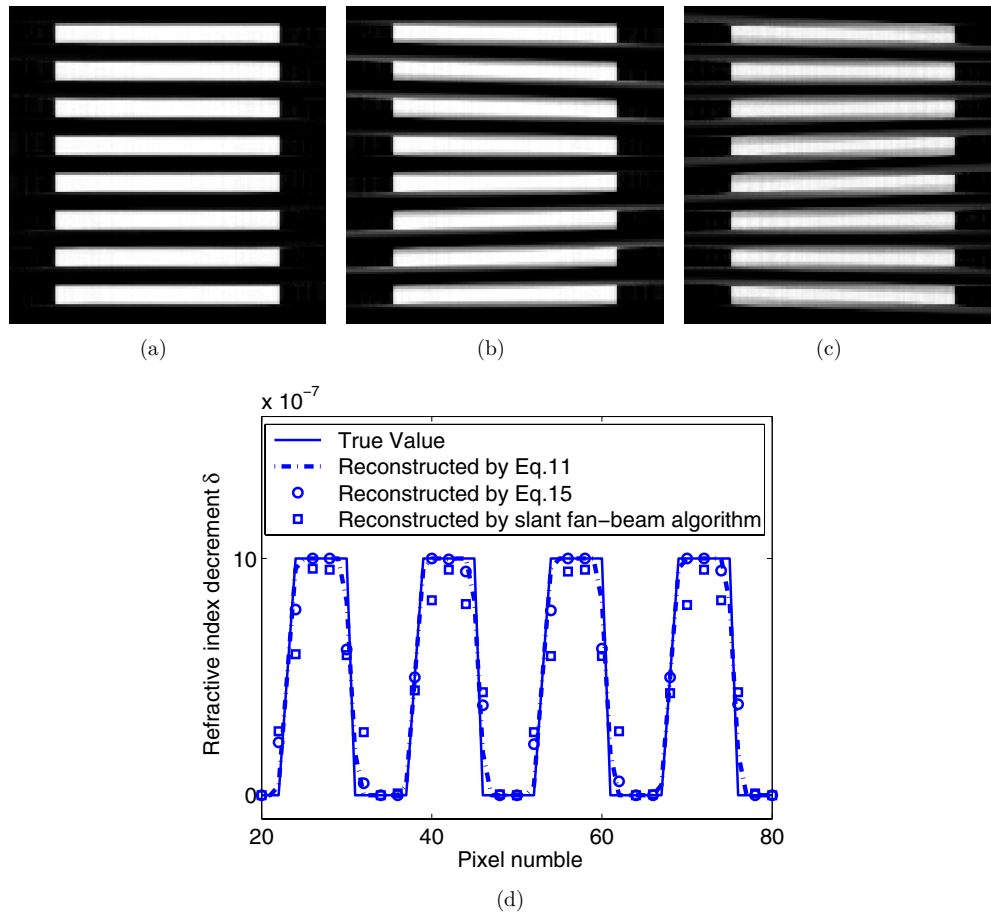 (a)
(b)
(c)
x 10⁻⁷
True Value
Reconstructed by Eq.11
Reconstructed by Eq.15
Reconstructed by slant fan−beam algorithm
Refractive index decrement δ
10
0
20
40
60
80
Pixel numble
(d)